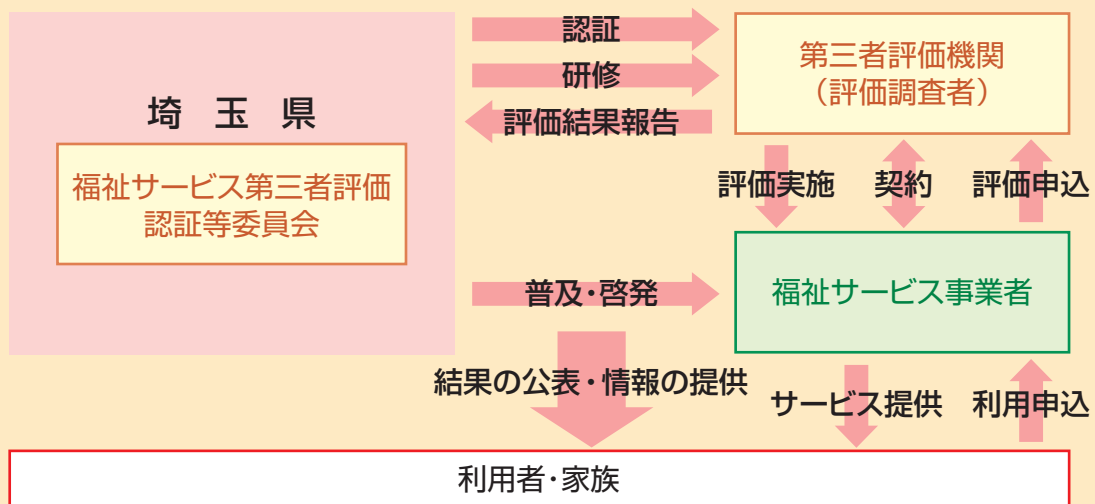 認証
研修
評価結果報告
第三者評価機関
（評価調査者）
埼 玉 県
福祉サービス第三者評価
認証等委員会
評価実施
契約
評価申込
普及・啓発
福祉サービス事業者
結果の公表・情報の提供
サービス提供
利用申込
利用者・家族